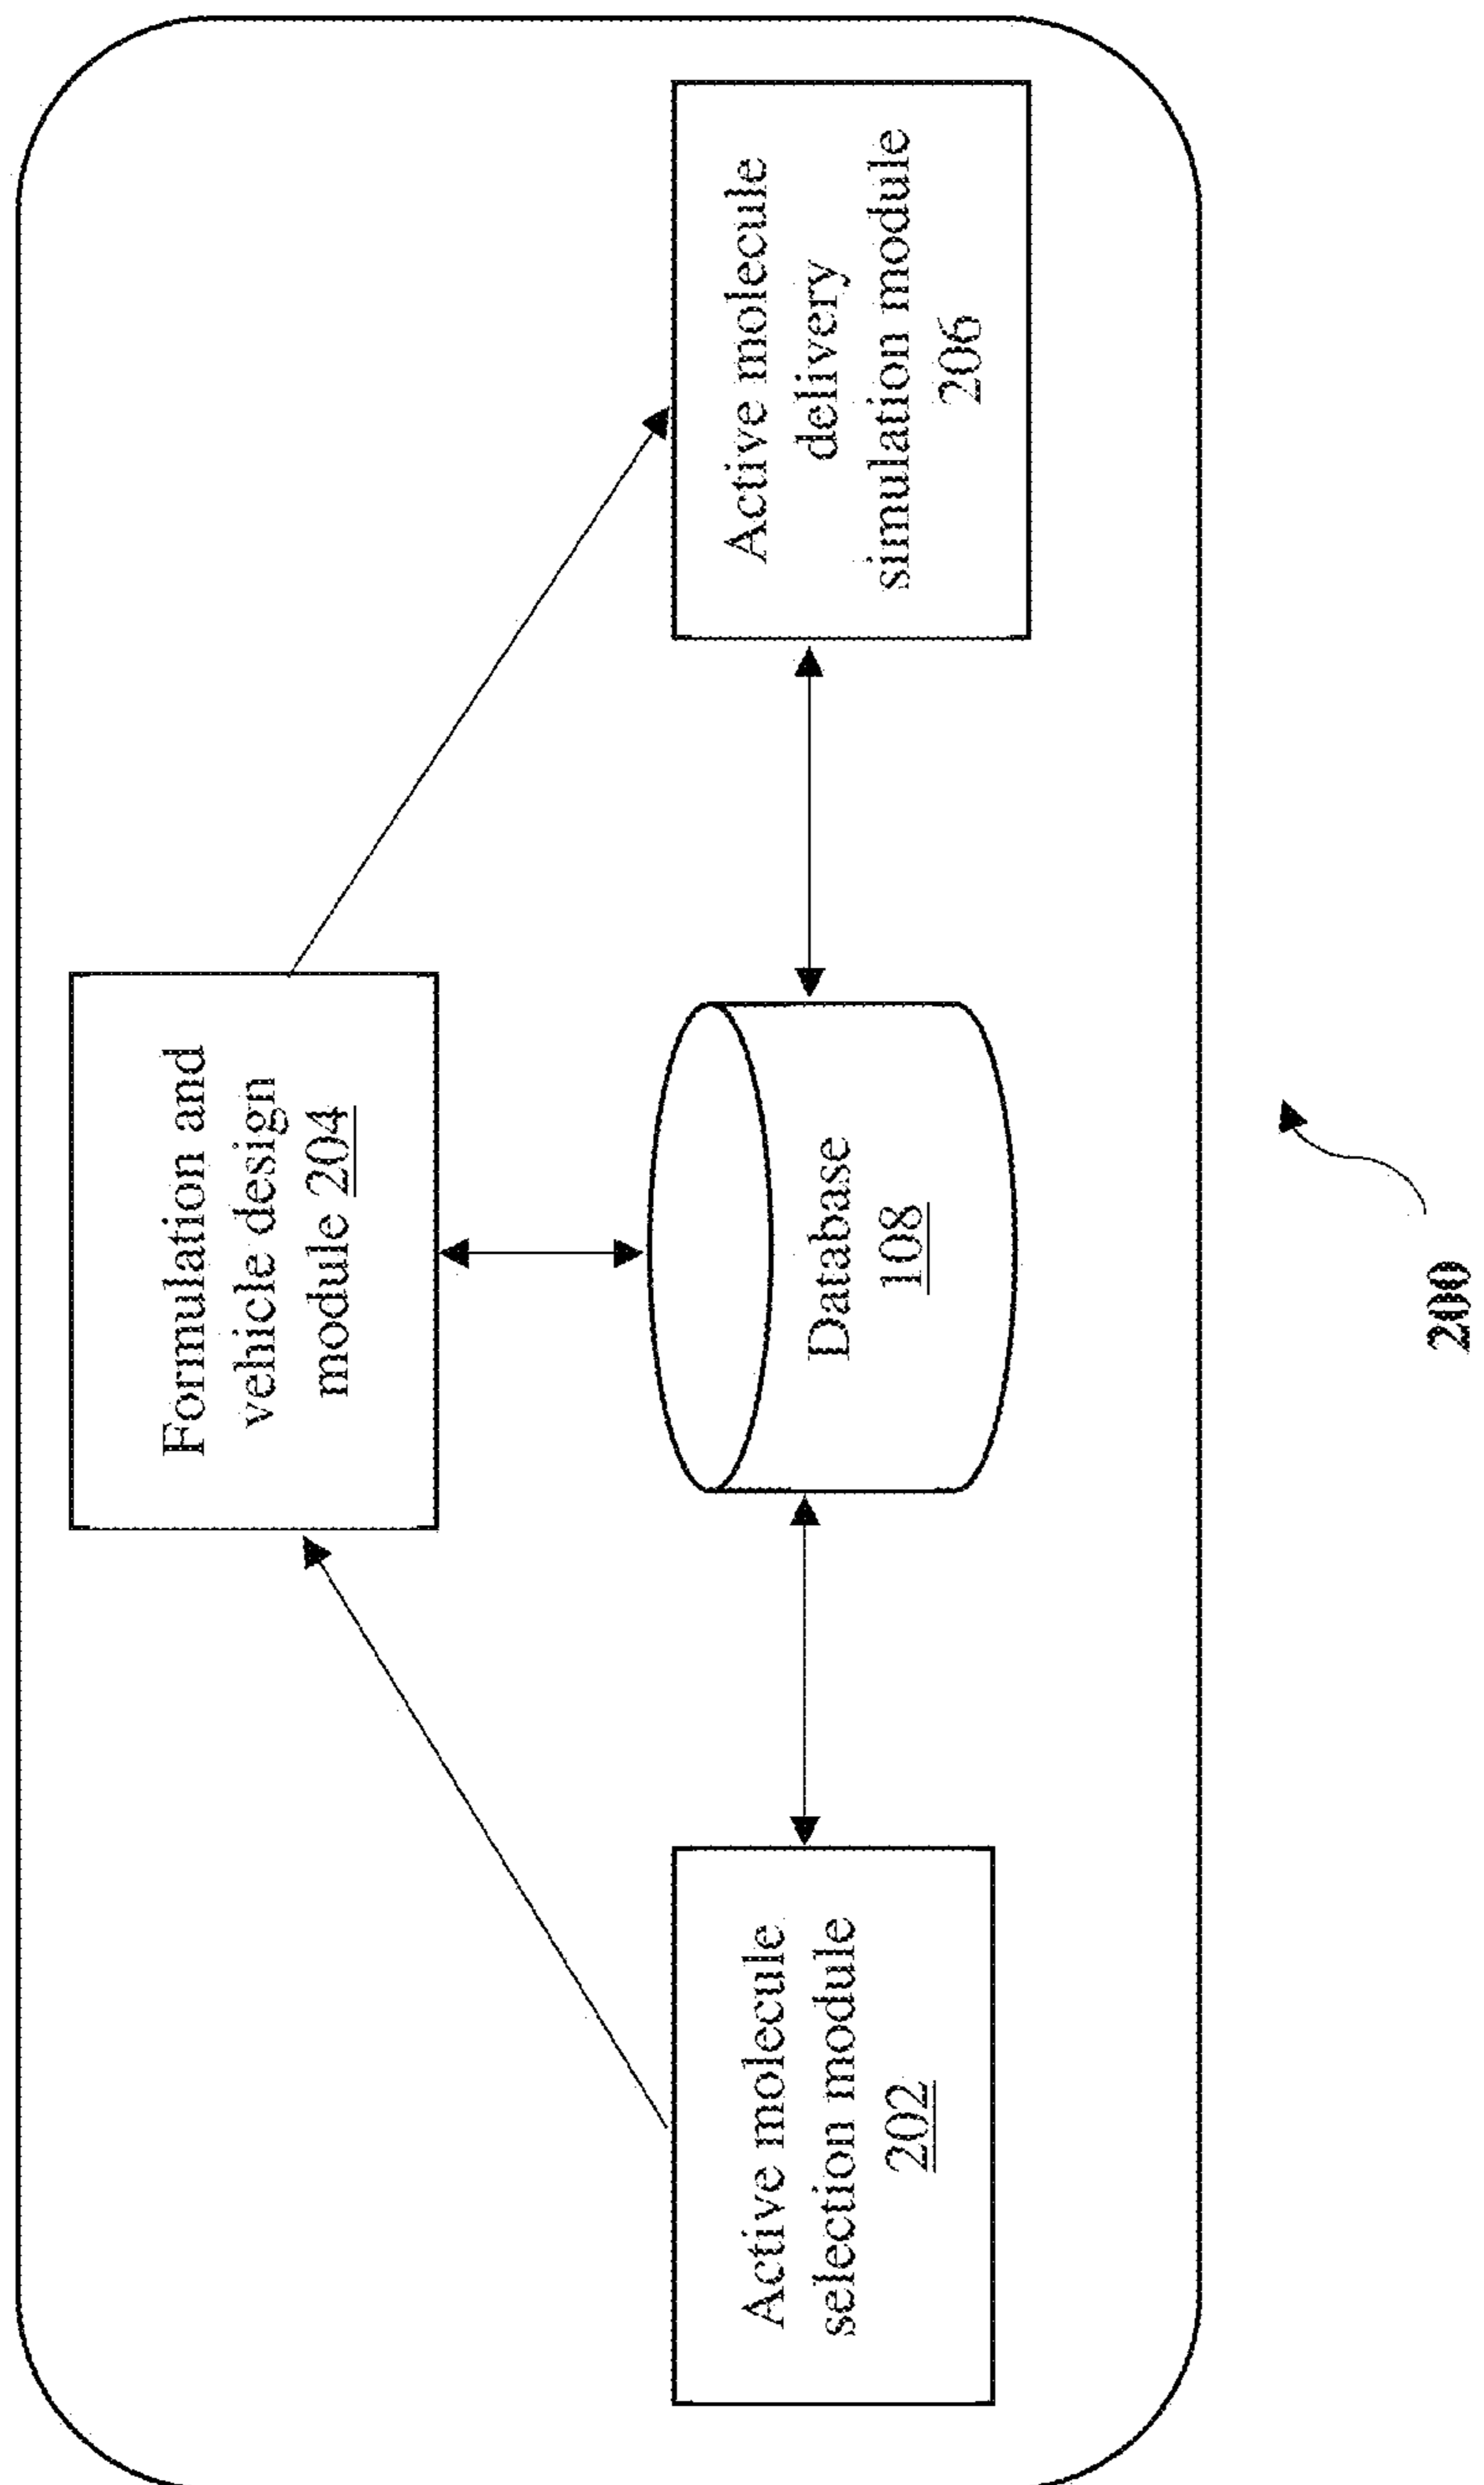 Formulation and
vehicle design
module 204
Active molecule
selection module
202
Database
108
Active molecule
delivery
simulation module
206
200